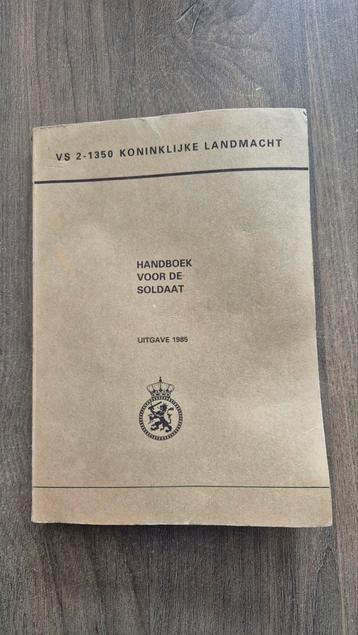 VS 2-1350 KONINKLIJKE LANDMACHT
HANDBOEK
VOOR DE
SOLDAAT
UITGAVE 1985